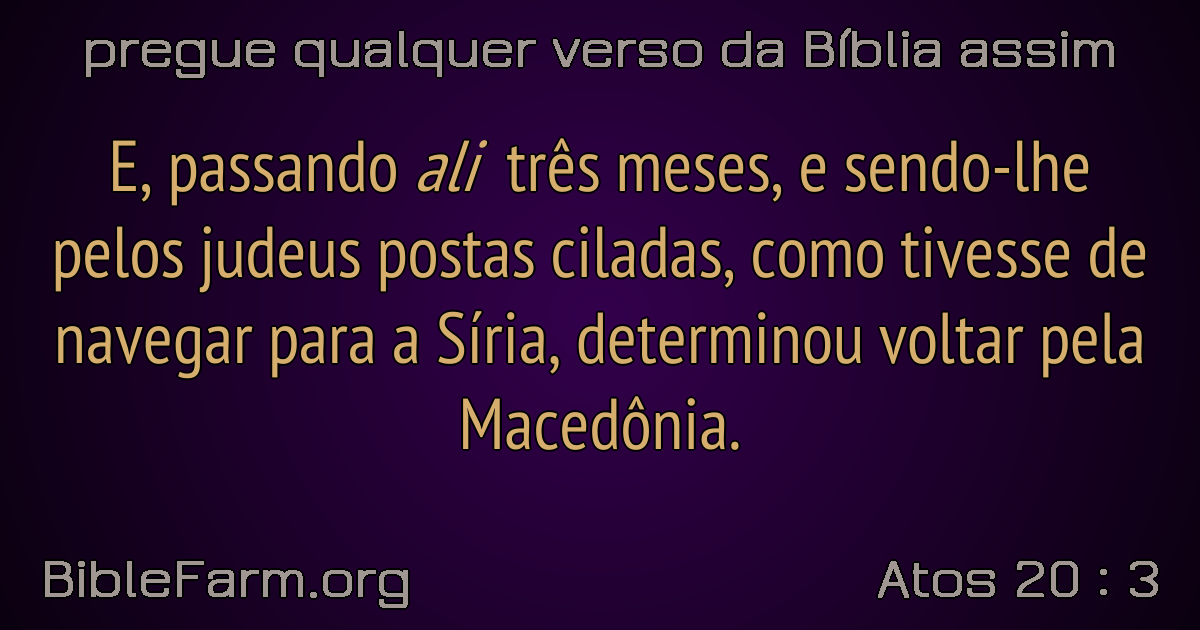 pregue qualquer verso da Bíblia assim
E, passando ali três meses, e sendo-lhe
pelos judeus postas ciladas, como tivesse de
navegar para a Síria, determinou voltar pela
Macedônia.
BibleFarm.org
Atos 20 : 3